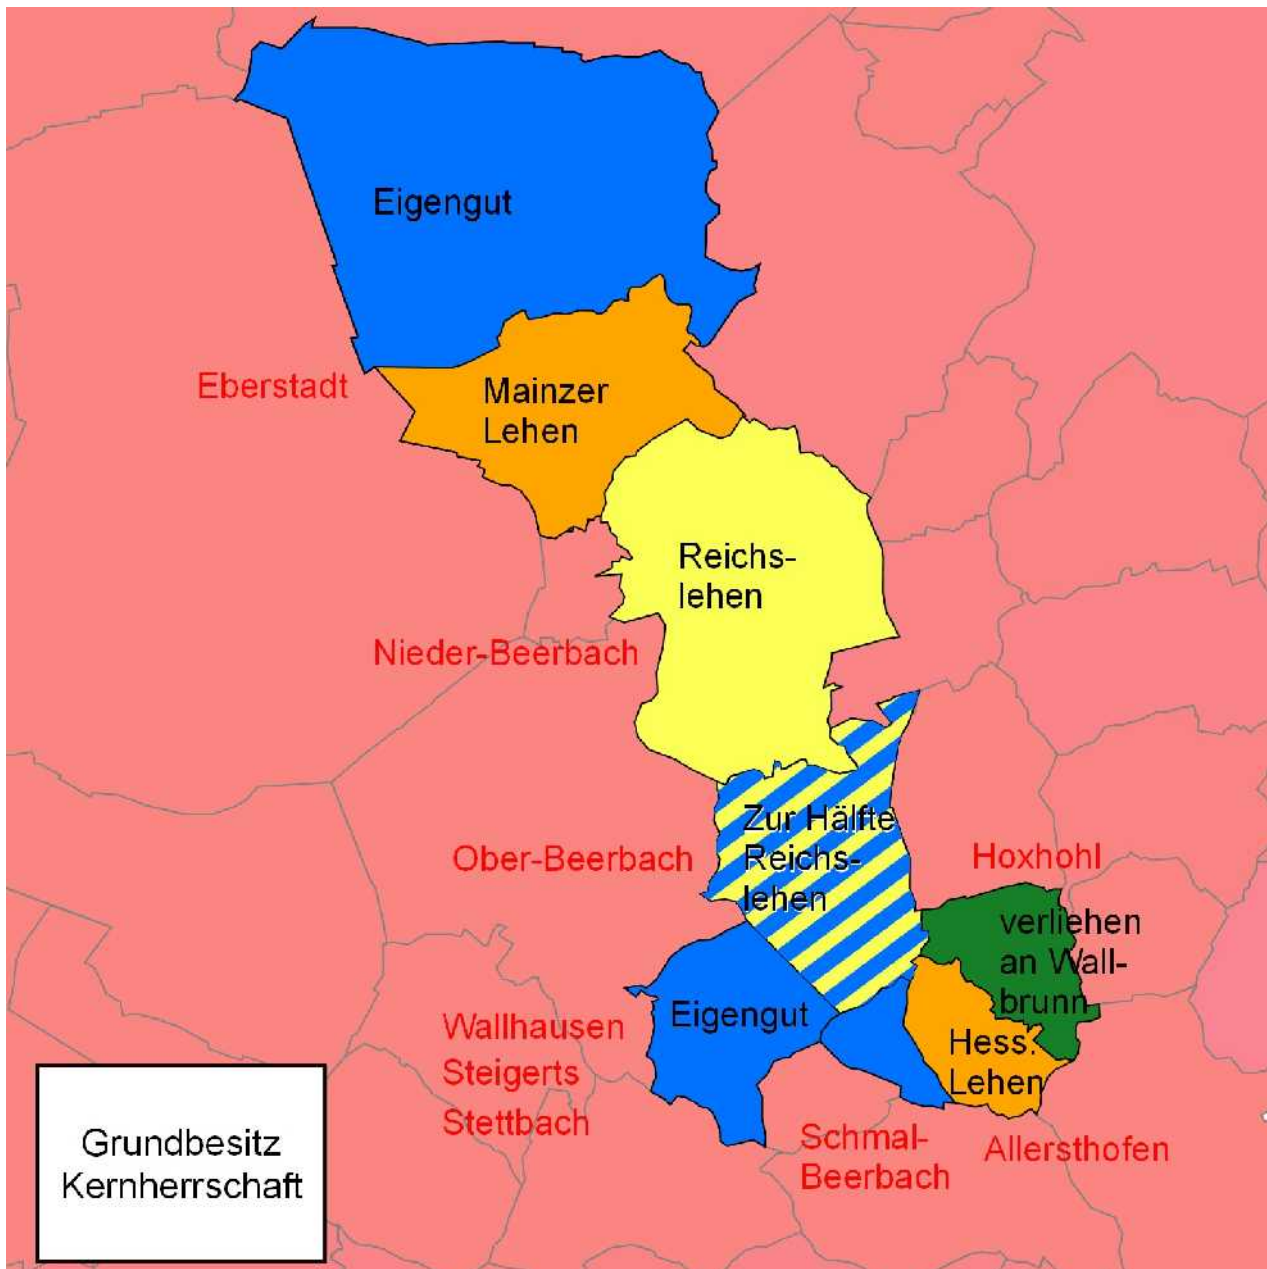 Eigengut
Eberstadt
Mainzer
Lehen
Reichs-
lehen
Nieder-Beerbach
Zur Hälfte
Reichs-
lehen
Ober-Beerbach
Hoxhohl
verliehen
an Wall-
brunn
Eigengut
Wallhausen
Steigerts
Stettbach
Hess.
Lehen
Schmal-
Beerbach
Allersthofen
Grundbesitz
Kernherrschaft